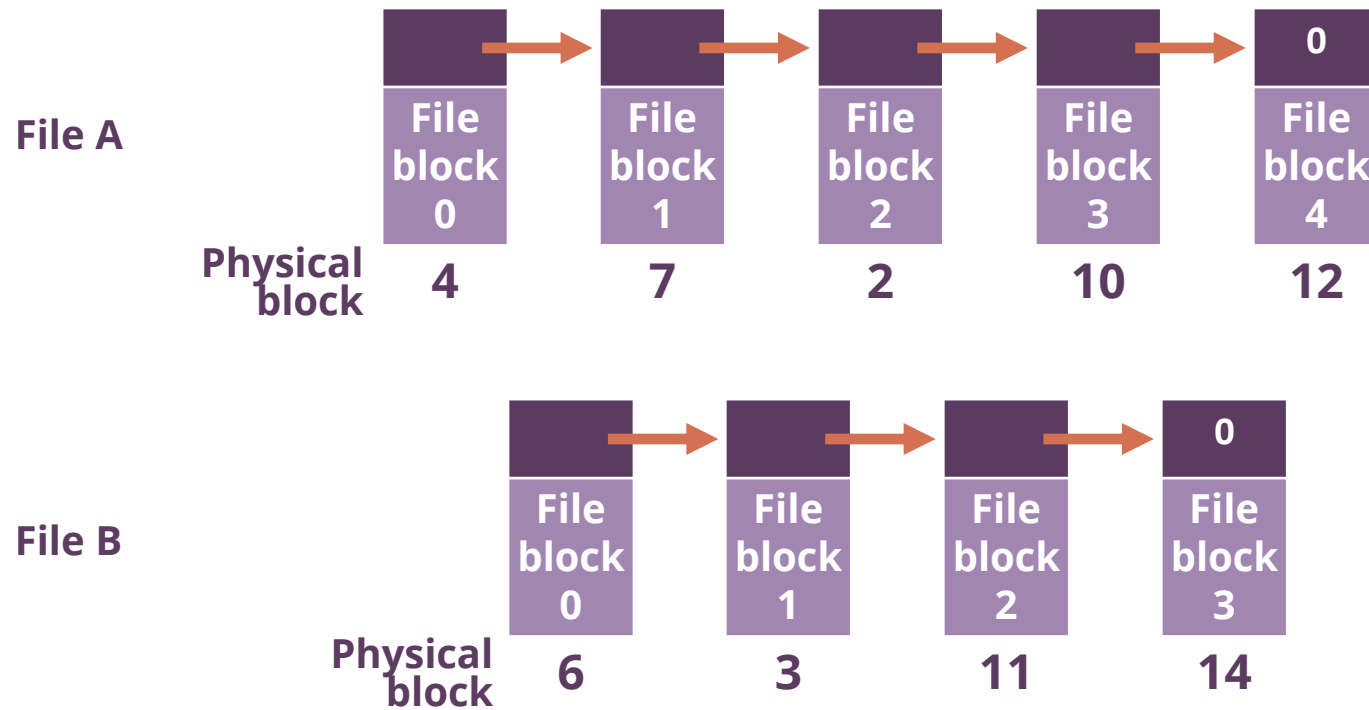 0
File A
File block 0
File block 1
File block 2
File block 3
File block 4
Physical block
4 7 2 10 12
0
File B
File block 0
File block 1
File block 2
File block 3
Physical block
6 3 11 14